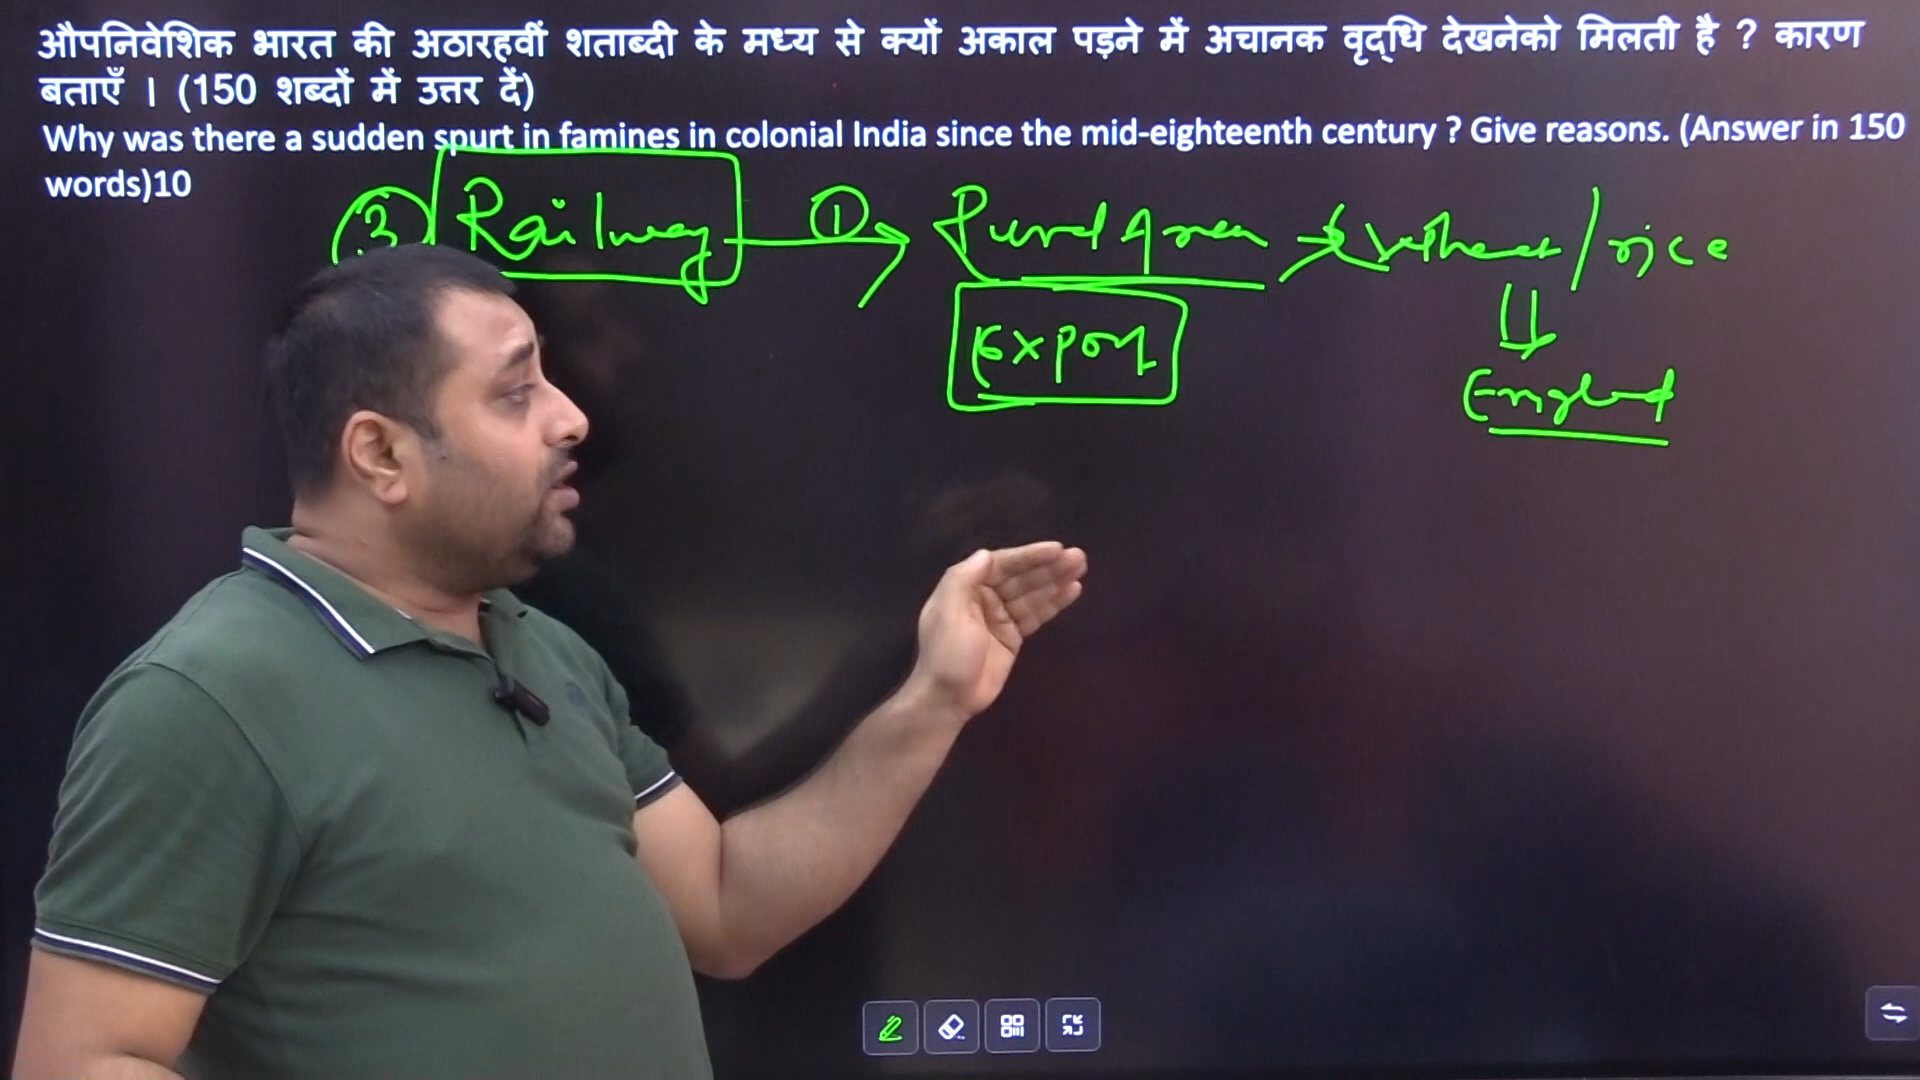 औपनिवेशिक भारत की अठारहवीं शताब्दी के मध्य से क्यों अकाल पड़ने में अचानक वृद्धि देखनेको मिलती है ? कारण
बताएँ । (150 शब्दों में उत्तर दें)
Why was there a sudden spurt in famines in colonial India since the mid-eighteenth century ? Give reasons. (Answer in 150
words)10
3 Railway ① Rural Area wheat / rice
Export
England